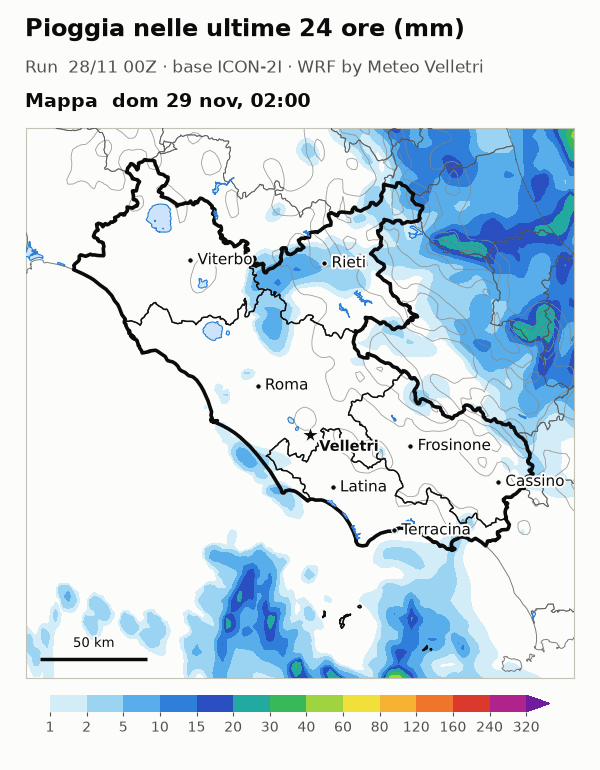 Pioggia nelle ultime 24 ore (mm)
Run 28/11 00Z · base ICON-2I · WRF by Meteo Velletri
Mappa dom 29 nov, 02:00
Viterbo
Rieti
Roma
Velletri
Frosinone
Cassino
Latina
Terracina
50 km
1 2 5 10 15 20 30 40 60 80 120 160 240 320